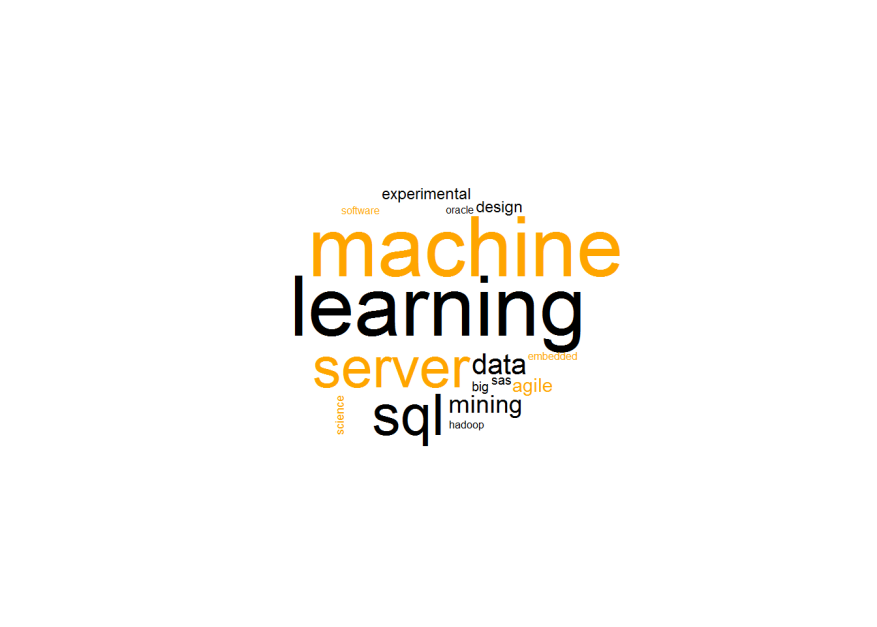 experimental
software oracle design
machine
learning
server data embedded
big sas agile
science sql mining
hadoop